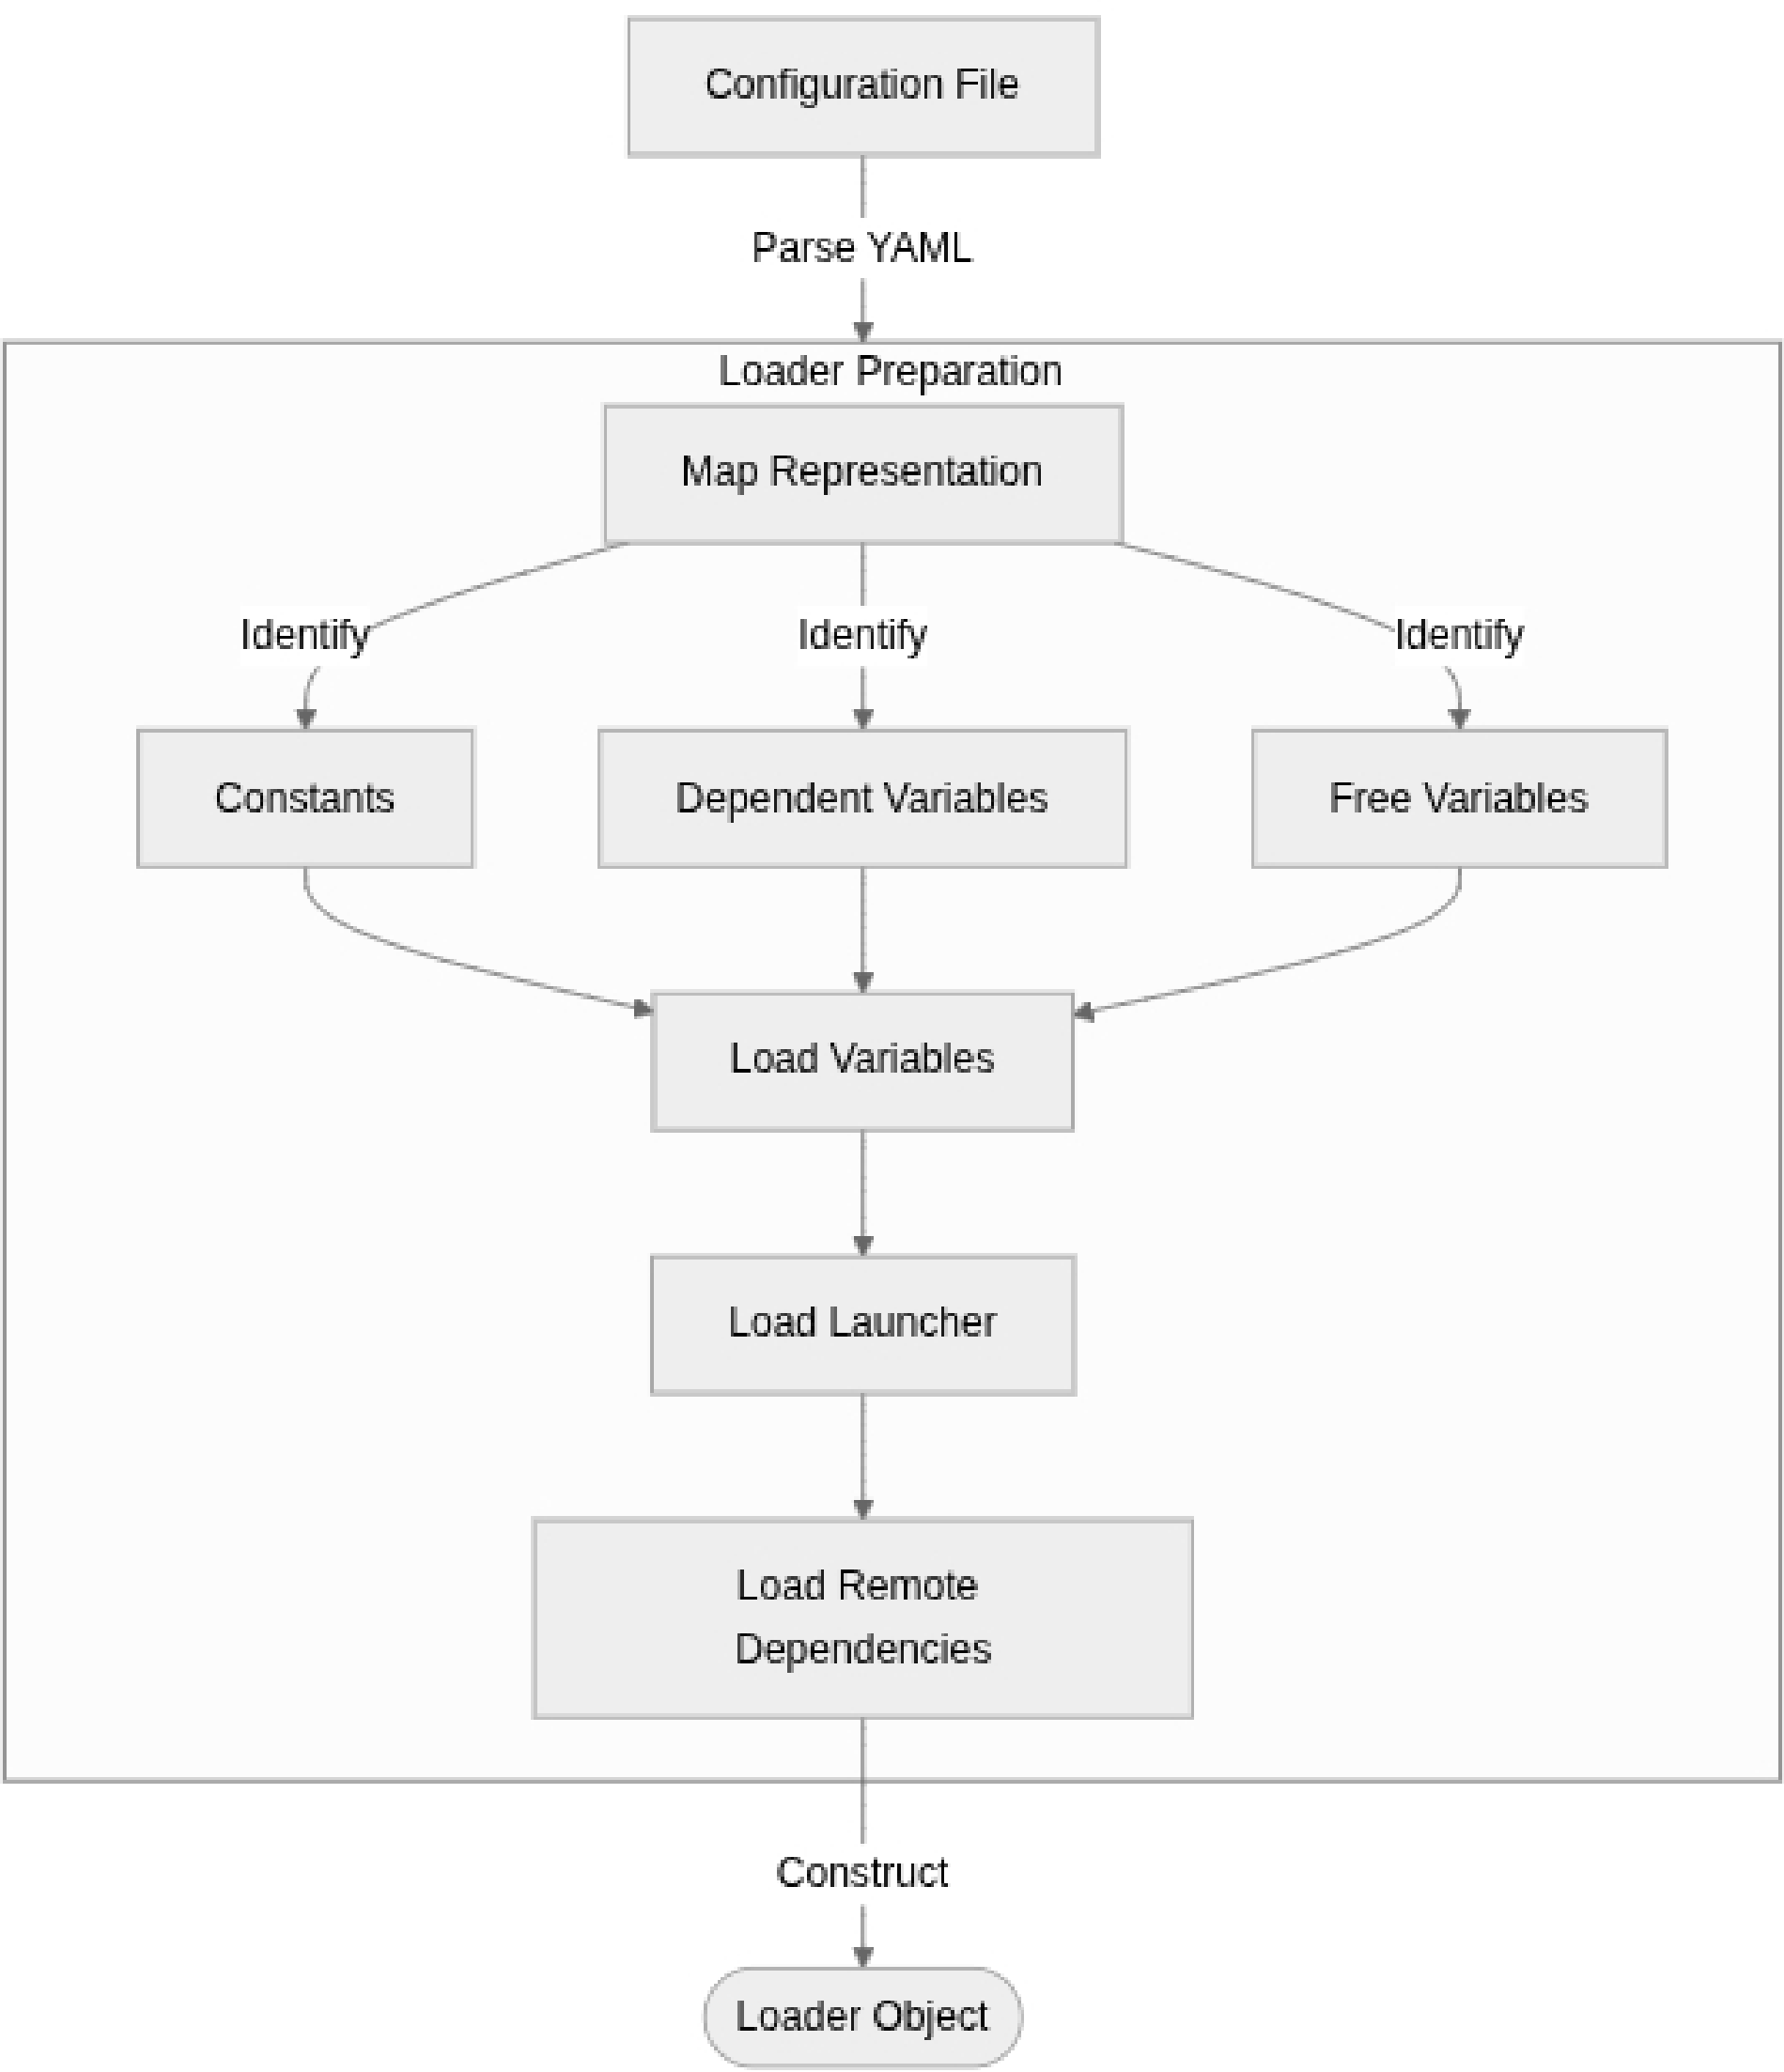 Configuration File
Parse YAML
Loader Preparation
Map Representation
Identify
Identify
Identify
Constants
Dependent Variables
Free Variables
Load Variables
Load Launcher
Load Remote
Dependencies
Construct
Loader Object